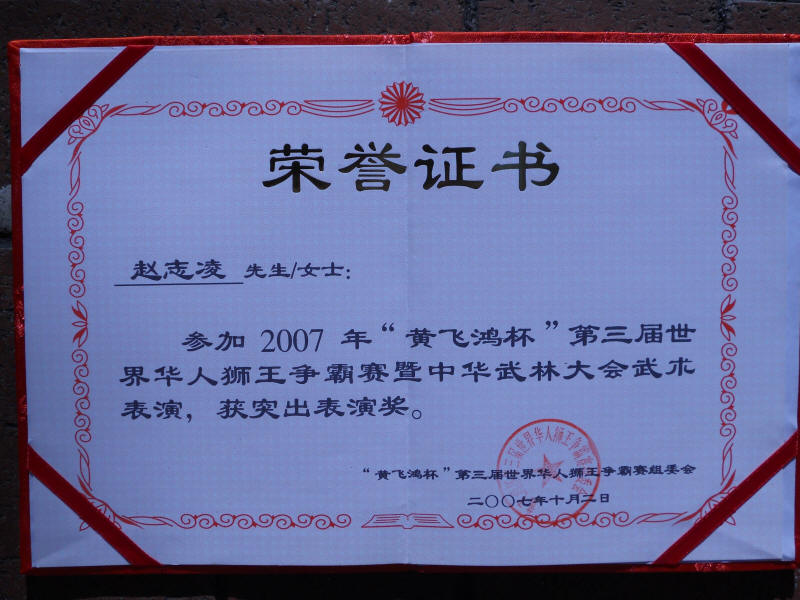 荣誉证书
赵志凌 先生/女士：
参加 2007 年“黄飞鸿杯”第三届世
界华人狮王争霸赛暨中华武林大会武术
表演，获突出表演奖。
“黄飞鸿杯”第三届世界华人狮王争霸赛组委会
二〇〇七年十月二日